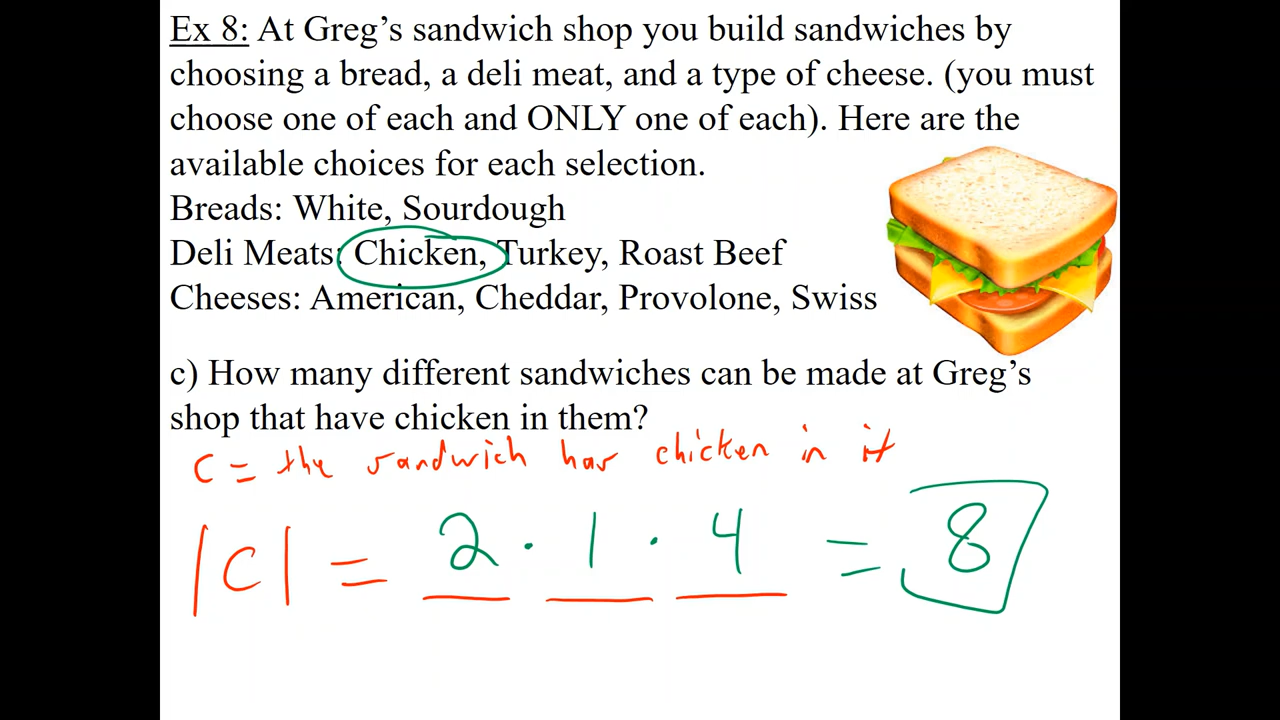 Ex 8: At Greg's sandwich shop you build sandwiches by
choosing a bread, a deli meat, and a type of cheese. (you must
choose one of each and ONLY one of each). Here are the
available choices for each selection.
Breads: White, Sourdough
Deli Meats: Chicken, Turkey, Roast Beef
Cheeses: American, Cheddar, Provolone, Swiss
c) How many different sandwiches can be made at Greg's
shop that have chicken in them?
C = the sandwich has chicken in it
|C| = 2 · 1 · 4 = 8